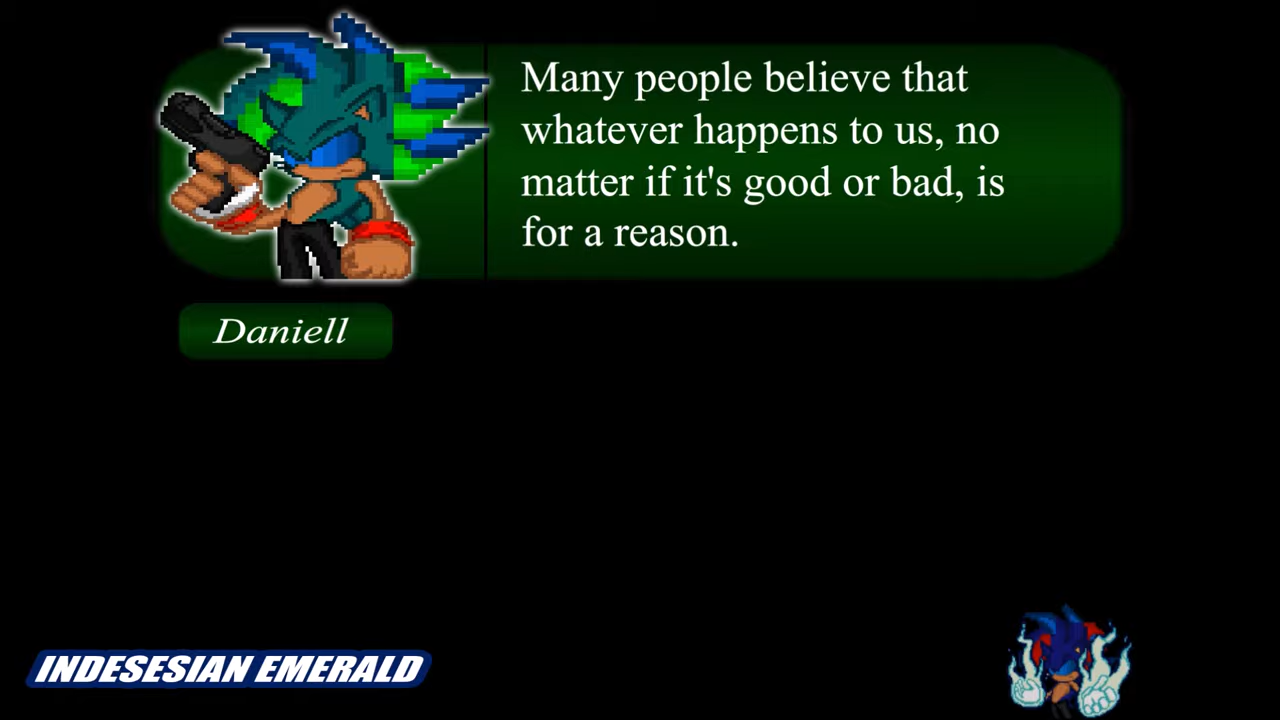 Many people believe that
whatever happens to us, no
matter if it's good or bad, is
for a reason.
Daniell
INDESESIAN EMERALD